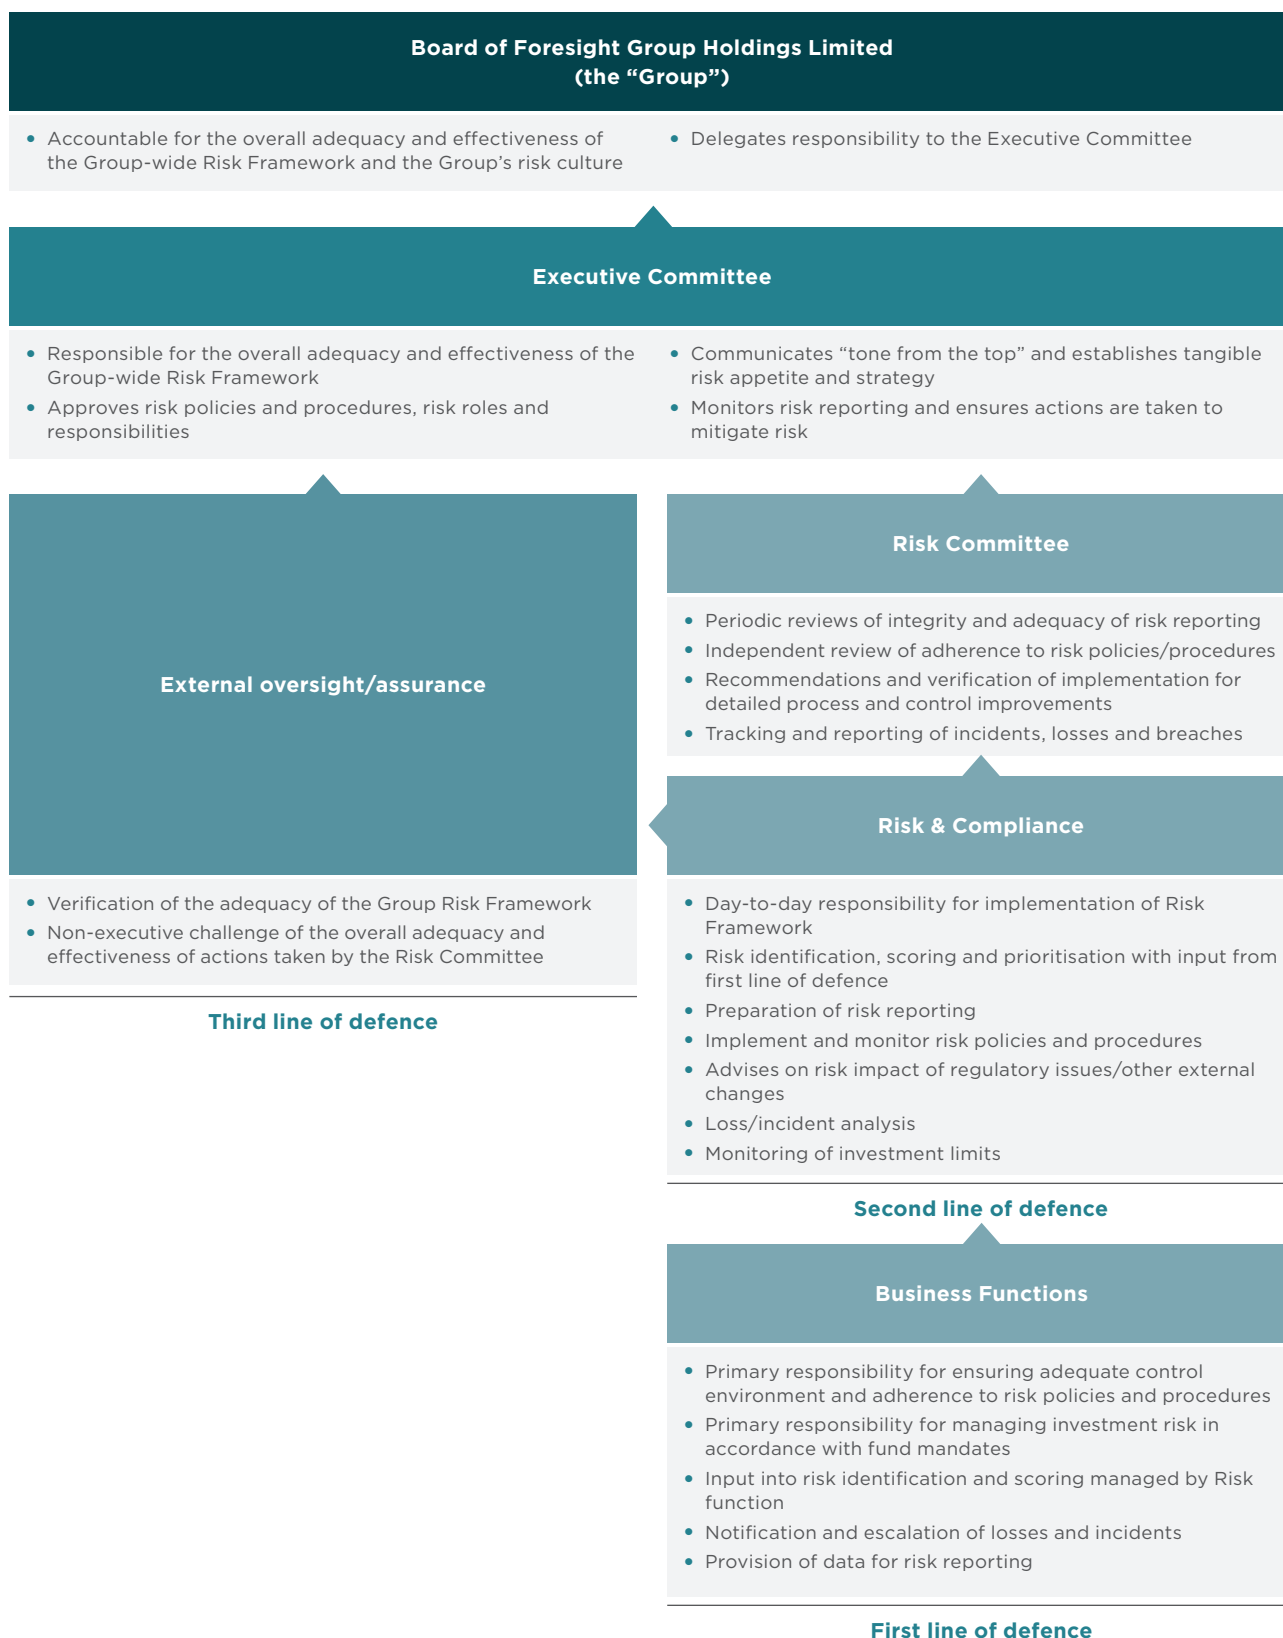 Board of Foresight Group Holdings Limited
(the “Group”)
• Accountable for the overall adequacy and effectiveness of
the Group-wide Risk Framework and the Group’s risk culture
• Delegates responsibility to the Executive Committee
Executive Committee
• Responsible for the overall adequacy and effectiveness of the
Group-wide Risk Framework
• Approves risk policies and procedures, risk roles and
responsibilities
• Communicates “tone from the top” and establishes tangible
risk appetite and strategy
• Monitors risk reporting and ensures actions are taken to
mitigate risk
External oversight/assurance
• Verification of the adequacy of the Group Risk Framework
• Non-executive challenge of the overall adequacy and
effectiveness of actions taken by the Risk Committee
Third line of defence
Risk Committee
• Periodic reviews of integrity and adequacy of risk reporting
• Independent review of adherence to risk policies/procedures
• Recommendations and verification of implementation for
detailed process and control improvements
• Tracking and reporting of incidents, losses and breaches
Risk & Compliance
• Day-to-day responsibility for implementation of Risk
Framework
• Risk identification, scoring and prioritisation with input from
first line of defence
• Preparation of risk reporting
• Implement and monitor risk policies and procedures
• Advises on risk impact of regulatory issues/other external
changes
• Loss/incident analysis
• Monitoring of investment limits
Second line of defence
Business Functions
• Primary responsibility for ensuring adequate control
environment and adherence to risk policies and procedures
• Primary responsibility for managing investment risk in
accordance with fund mandates
• Input into risk identification and scoring managed by Risk
function
• Notification and escalation of losses and incidents
• Provision of data for risk reporting
First line of defence